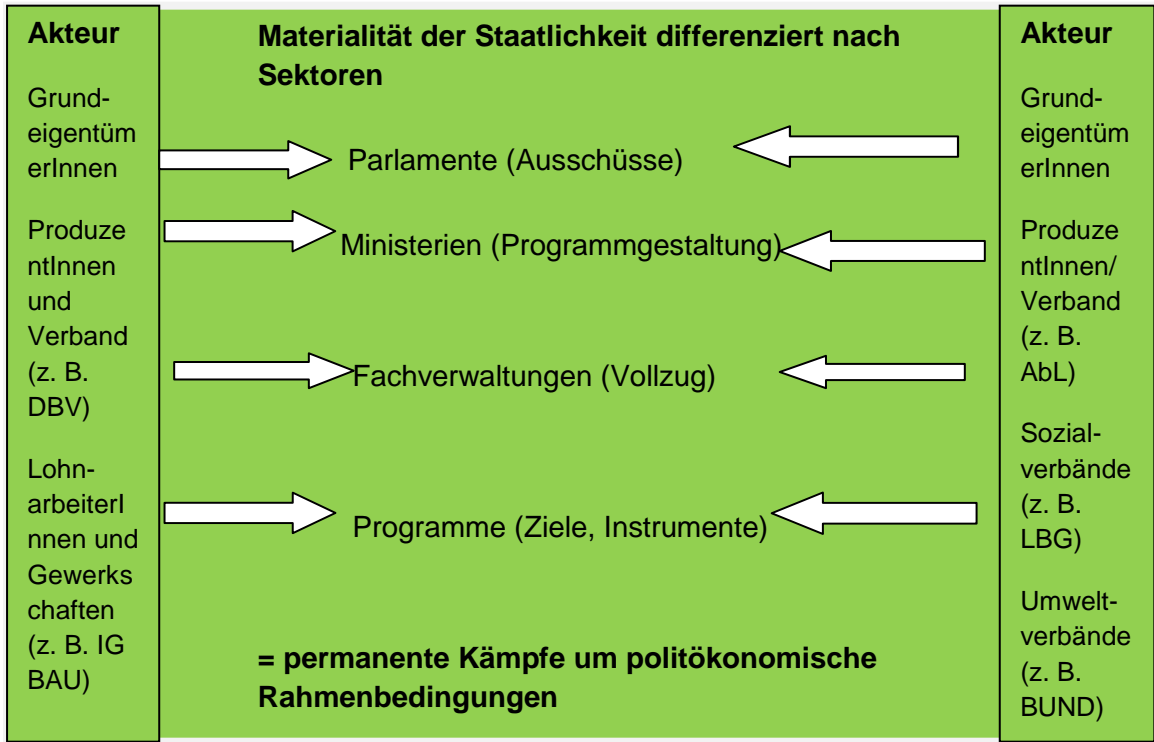 Akteur
Grund-
eigentüm
erInnen
Produze
ntInnen
und
Verband
(z. B.
DBV)
Lohn-
arbeiterI
nnen und
Gewerks
chaften
(z. B. IG
BAU)
Materialität der Staatlichkeit differenziert nach
Sektoren
Parlamente (Ausschüsse)
Ministerien (Programmgestaltung)
Fachverwaltungen (Vollzug)
Programme (Ziele, Instrumente)
= permanente Kämpfe um politökonomische
Rahmenbedingungen
Akteur
Grund-
eigentüm
erInnen
Produze
ntInnen/
Verband
(z. B.
AbL)
Sozial-
verbände
(z. B.
LBG)
Umwelt-
verbände
(z. B.
BUND)